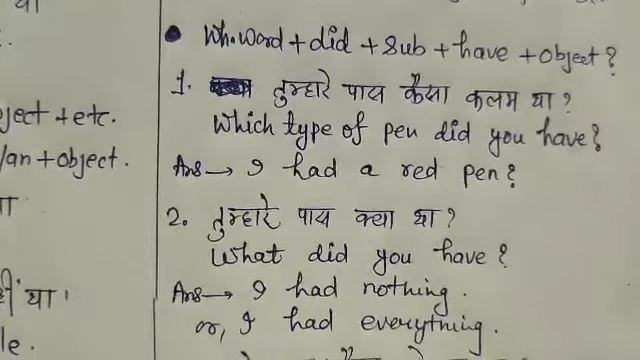 या
ject + etc.
/an + object.
था।
le.
• Wh.word + did + sub + have + object?
1. तुम्हारे पास कैसा कलम था?
Which type of pen did you have?
Ans → I had a red pen?
2. तुम्हारे पास क्या था?
What did you have?
Ans → I had nothing.
or, I had everything.